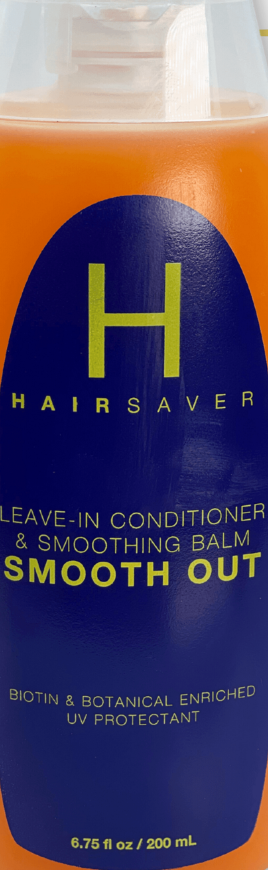 H
HAIRSAVER
LEAVE-IN CONDITIONER
& SMOOTHING BALM
SMOOTH OUT
BIOTIN & BOTANICAL ENRICHED
UV PROTECTANT
6.75 fl oz / 200 mL